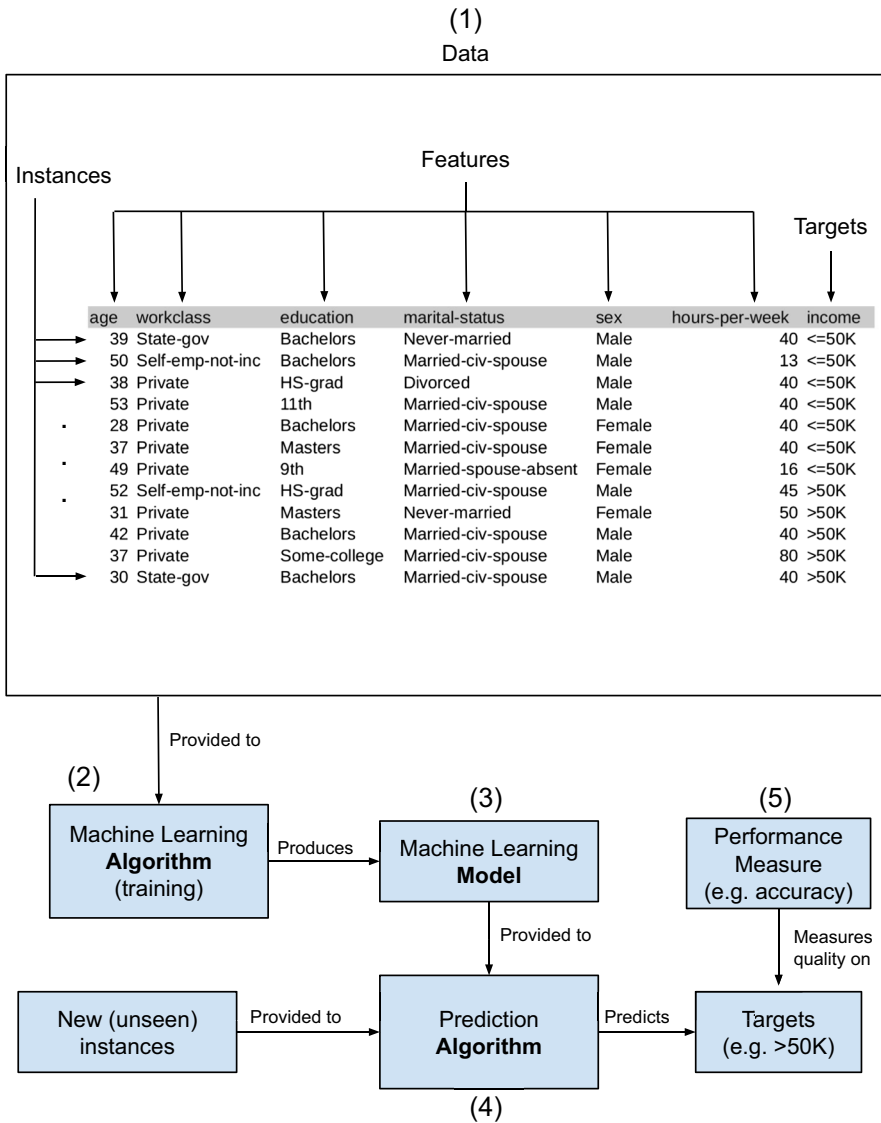 (1)
Data
Instances
Features
Targets
age workclass education marital-status sex hours-per-week income
39 State-gov Bachelors Never-married Male 40 <=50K
50 Self-emp-not-inc Bachelors Married-civ-spouse Male 13 <=50K
38 Private HS-grad Divorced Male 40 <=50K
53 Private 11th Married-civ-spouse Male 40 <=50K
28 Private Bachelors Married-civ-spouse Female 40 <=50K
37 Private Masters Married-civ-spouse Female 40 <=50K
49 Private 9th Married-spouse-absent Female 16 <=50K
52 Self-emp-not-inc HS-grad Married-civ-spouse Male 45 >50K
31 Private Masters Never-married Female 50 >50K
42 Private Bachelors Married-civ-spouse Male 40 >50K
37 Private Some-college Married-civ-spouse Male 80 >50K
30 State-gov Bachelors Married-civ-spouse Male 40 >50K
Provided to
(2)
Machine Learning
Algorithm
(training)
Produces
(3)
Machine Learning
Model
(5)
Performance
Measure
(e.g. accuracy)
Provided to
Measures
quality on
New (unseen)
instances
Provided to
Prediction
Algorithm
(4)
Predicts
Targets
(e.g. >50K)